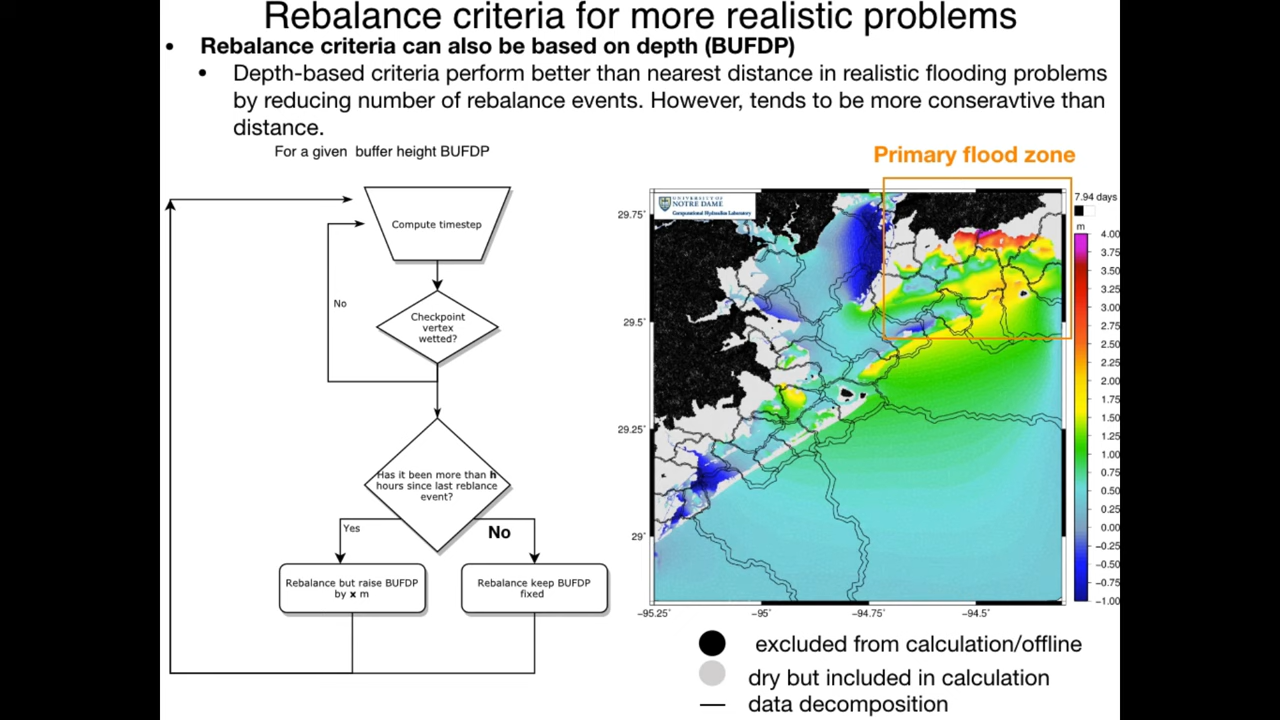 Rebalance criteria for more realistic problems
• Rebalance criteria can also be based on depth (BUFDP)
• Depth-based criteria perform better than nearest distance in realistic flooding problems
by reducing number of rebalance events. However, tends to be more conseravtive than
distance.
For a given buffer height BUFDP
Compute timestep
No
Checkpoint
vertex
wetted?
Has it been more than h
hours since last reblance
event?
Yes
No
Rebalance but raise BUFDP
by x m
Rebalance keep BUFDP
fixed
Primary flood zone
UNIVERSITY OF
NOTRE DAME
Computational Hydraulics Laboratory
29.75°
29.5°
29.25°
29°
−95.25°
−95°
−94.75°
−94.5°
7.94 days
m
4.00
3.75
3.50
3.25
3.00
2.75
2.50
2.25
2.00
1.75
1.50
1.25
1.00
0.75
0.50
0.25
0.00
−0.25
−0.50
−0.75
−1.00
excluded from calculation/offline
dry but included in calculation
data decomposition